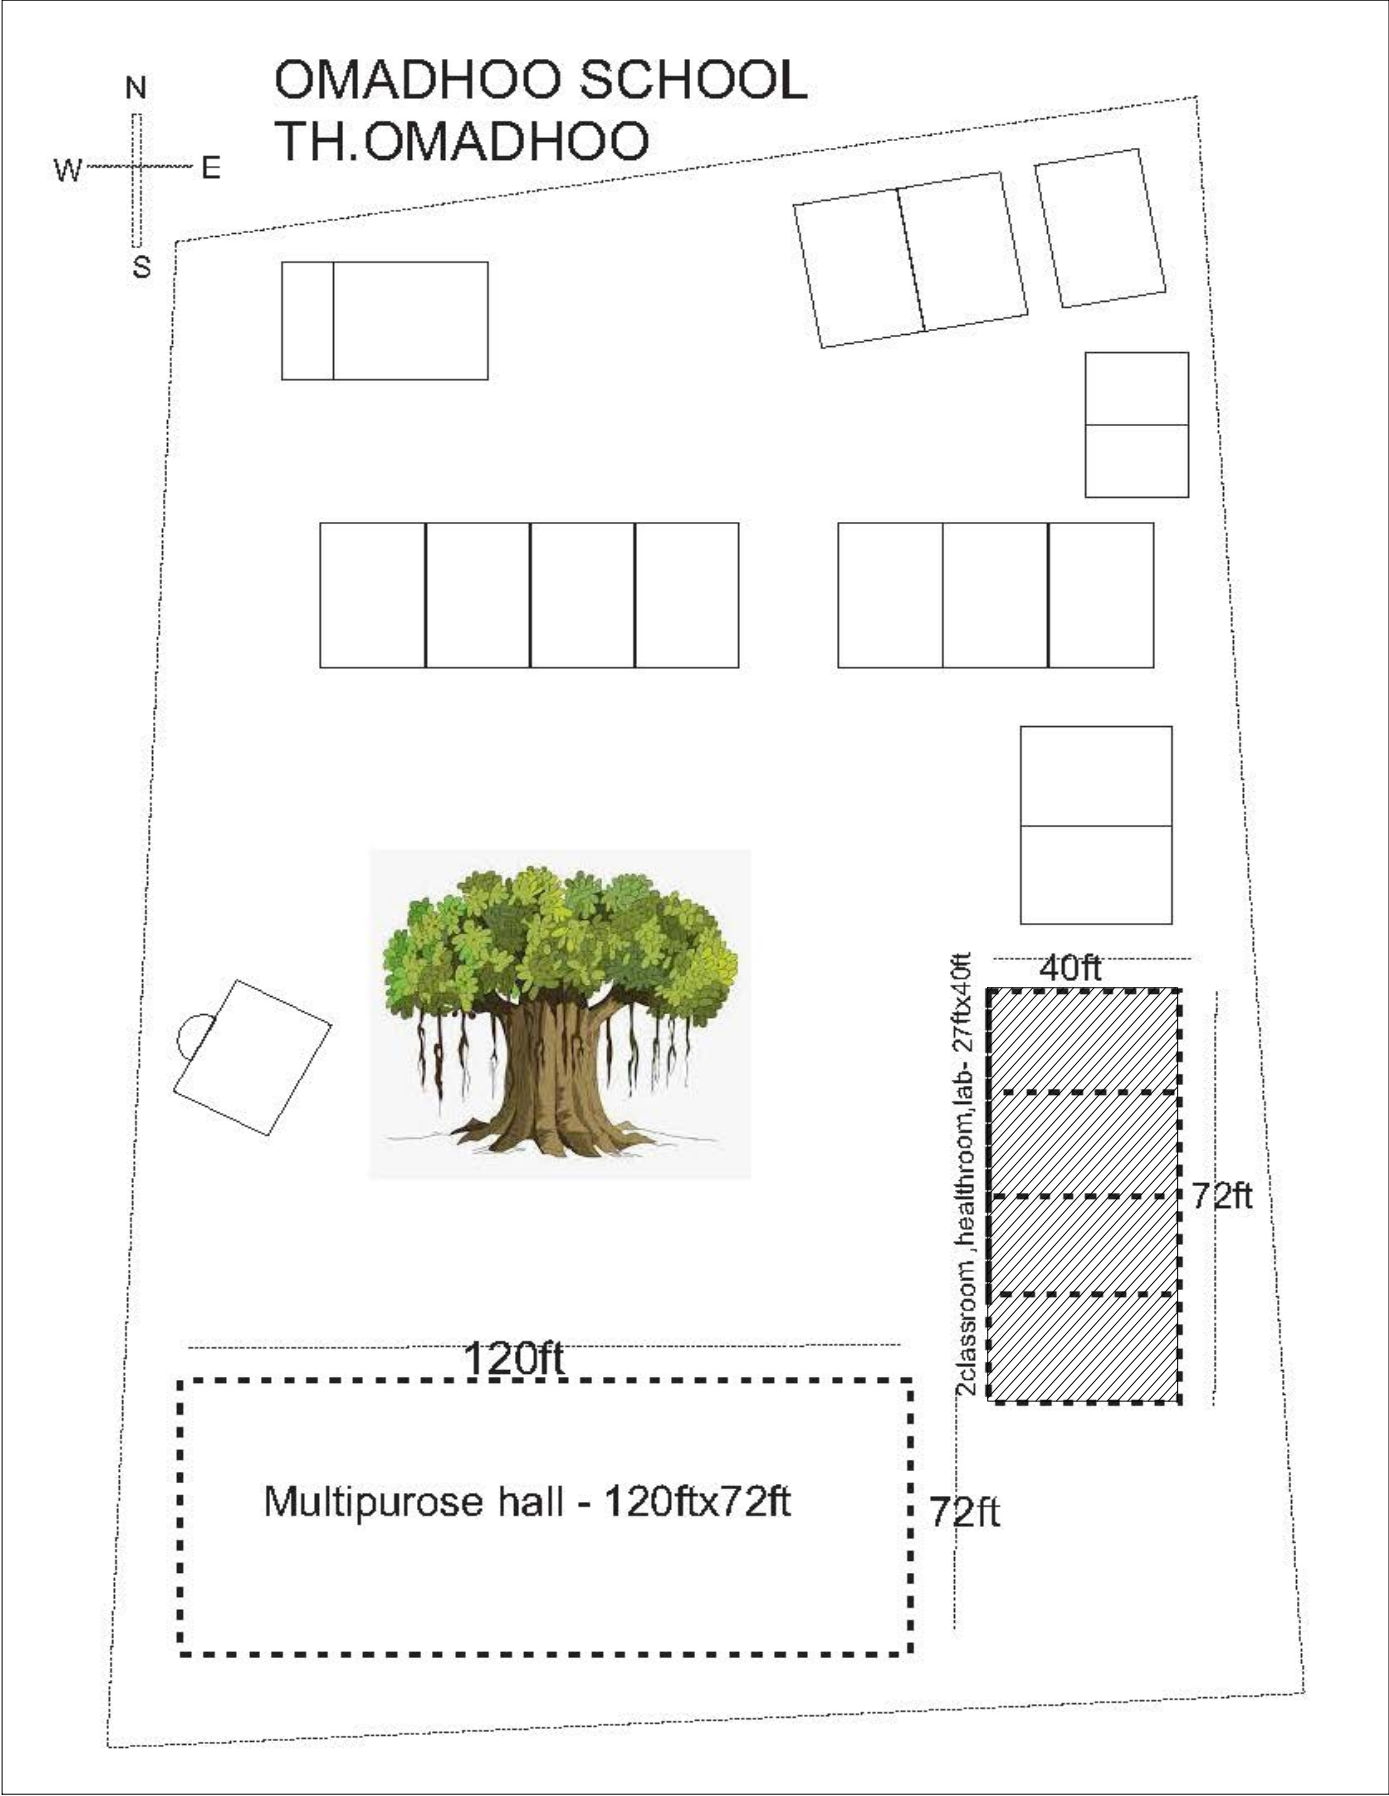 OMADHOO SCHOOL
TH.OMADHOO
N
W
E
S
40ft
2classroom ,healthroom,lab- 27ftx40ft
72ft
120ft
Multipurose hall - 120ftx72ft
72ft